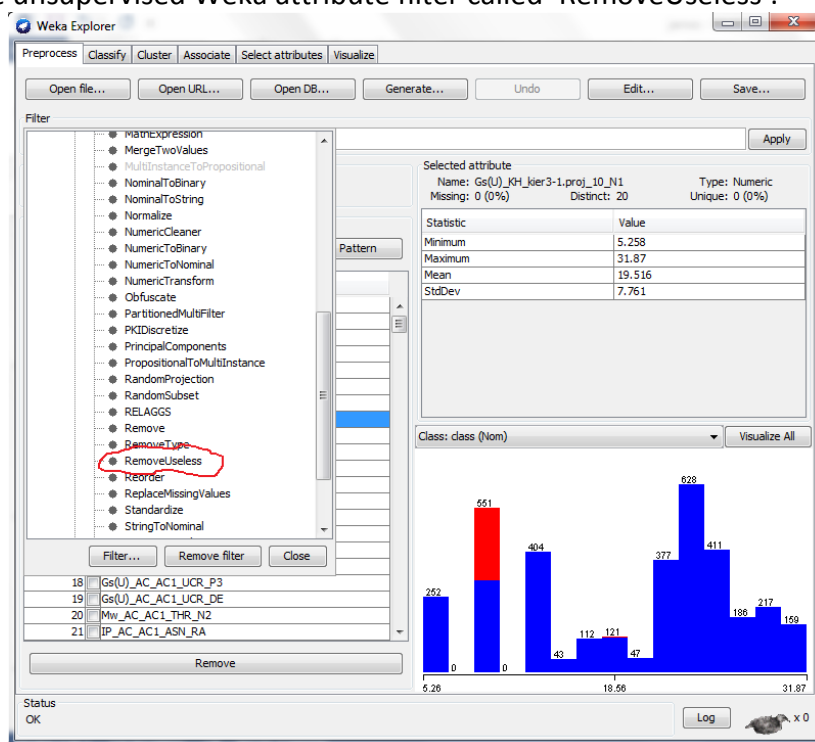 e unsupervised Weka attribute filter called "RemoveUseless".
Weka Explorer
Preprocess Classify Cluster Associate Select attributes Visualize
Open file... Open URL... Open DB... Generate... Undo Edit... Save...
Filter
MathExpression
MergeTwoValues
MultiInstanceToPropositional
NominalToBinary
NominalToString
Normalize
NumericCleaner
NumericToBinary
NumericToNominal
NumericTransform
Obfuscate
PartitionedMultiFilter
PKIDiscretize
PrincipalComponents
PropositionalToMultiInstance
RandomProjection
RandomSubset
RELAGGS
Remove
RemoveType
RemoveUseless
Reorder
ReplaceMissingValues
Standardize
StringToNominal
Filter... Remove filter Close
Apply
Pattern
18 Gs(U)_AC_AC1_UCR_P3
19 Gs(U)_AC_AC1_UCR_DE
20 Mw_AC_AC1_THR_N2
21 IP_AC_AC1_ASN_RA
Remove
Selected attribute
Name: Gs(U)_KH_kier3-1.proj_10_N1 Type: Numeric
Missing: 0 (0%) Distinct: 20 Unique: 0 (0%)
Statistic Value
Minimum 5.258
Maximum 31.87
Mean 19.516
StdDev 7.761
Class: class (Nom) Visualize All
252 0 551 0 404 43 112 121 47 377 628 411 186 217 159
5.26 18.56 31.87
Status
OK
Log x 0